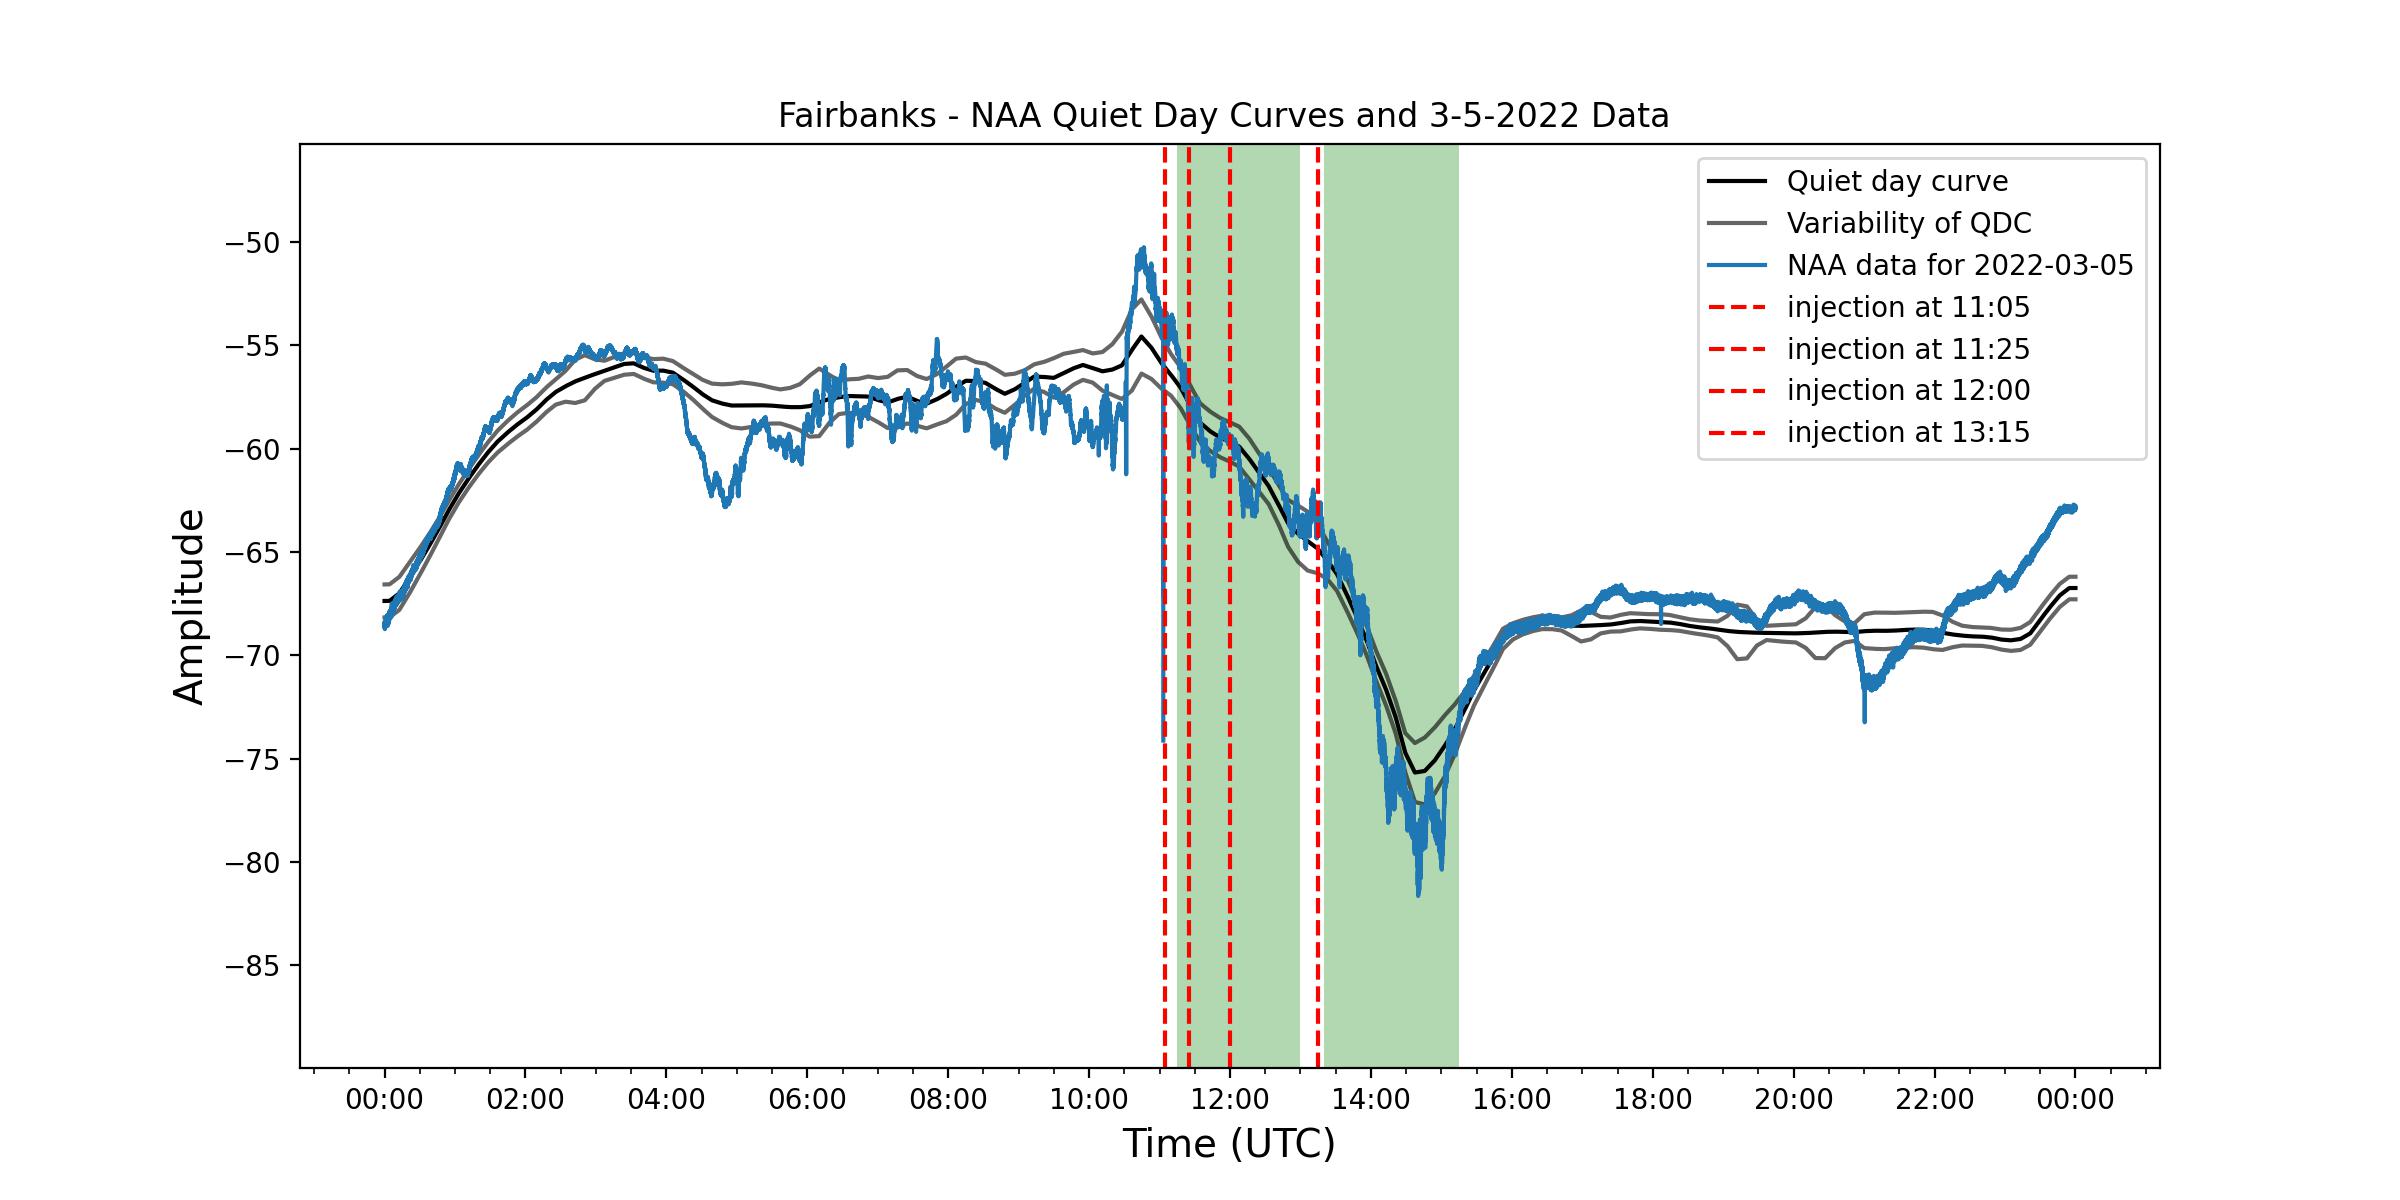 Fairbanks - NAA Quiet Day Curves and 3-5-2022 Data
Quiet day curve
Variability of QDC
NAA data for 2022-03-05
injection at 11:05
injection at 11:25
injection at 12:00
injection at 13:15
Amplitude
−50
−55
−60
−65
−70
−75
−80
−85
00:00 02:00 04:00 06:00 08:00 10:00 12:00 14:00 16:00 18:00 20:00 22:00 00:00
Time (UTC)